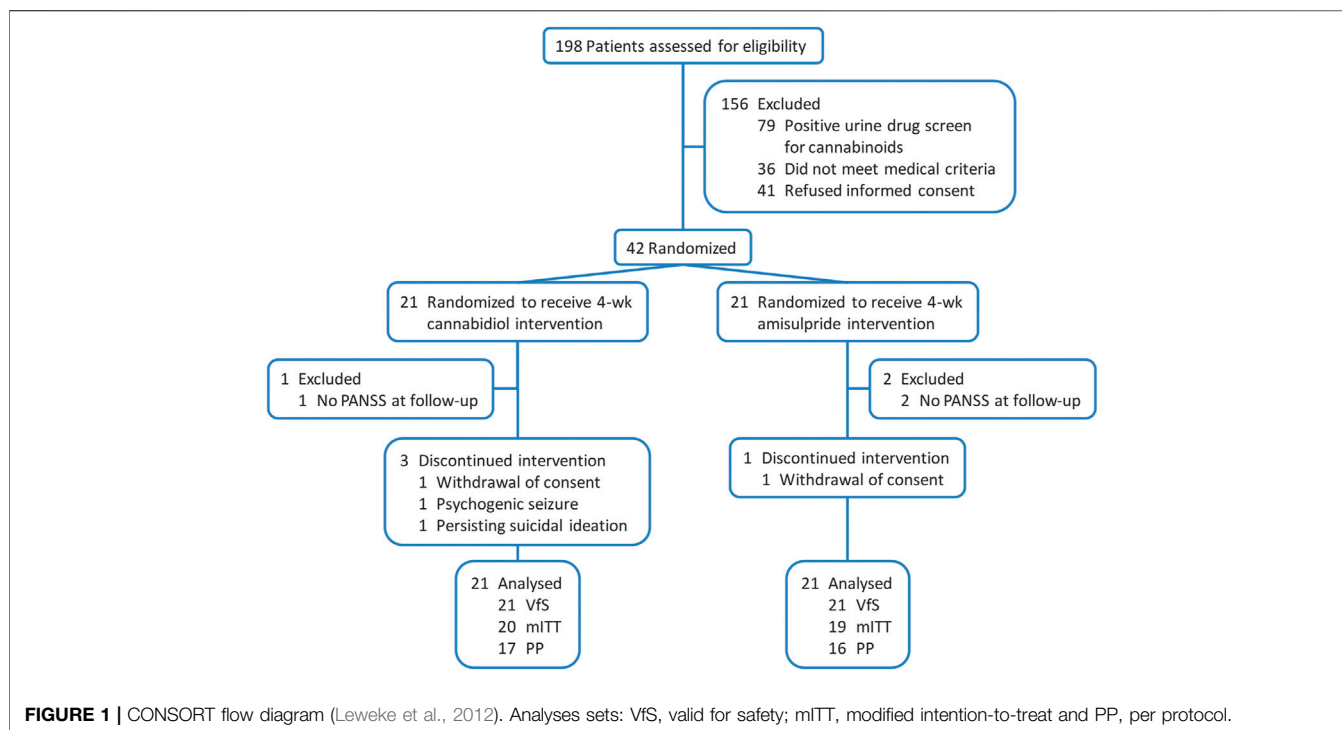 198 Patients assessed for eligibility
156 Excluded
79 Positive urine drug screen
for cannabinoids
36 Did not meet medical criteria
41 Refused informed consent
42 Randomized
21 Randomized to receive 4-wk
cannabidiol intervention
21 Randomized to receive 4-wk
amisulpride intervention
1 Excluded
1 No PANSS at follow-up
2 Excluded
2 No PANSS at follow-up
3 Discontinued intervention
1 Withdrawal of consent
1 Psychogenic seizure
1 Persisting suicidal ideation
1 Discontinued intervention
1 Withdrawal of consent
21 Analysed
21 VfS
20 mITT
17 PP
21 Analysed
21 VfS
19 mITT
16 PP
FIGURE 1 | CONSORT flow diagram (Leweke et al., 2012). Analyses sets: VfS, valid for safety; mITT, modified intention-to-treat and PP, per protocol.